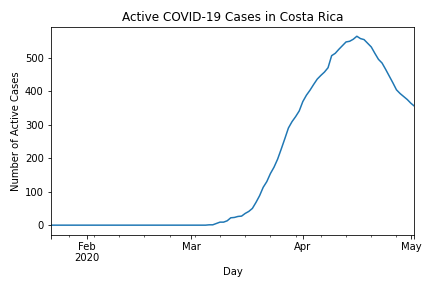 Active COVID-19 Cases in Costa Rica
Number of Active Cases
500
400
300
200
100
0
Feb
2020
Mar
Apr
May
Day